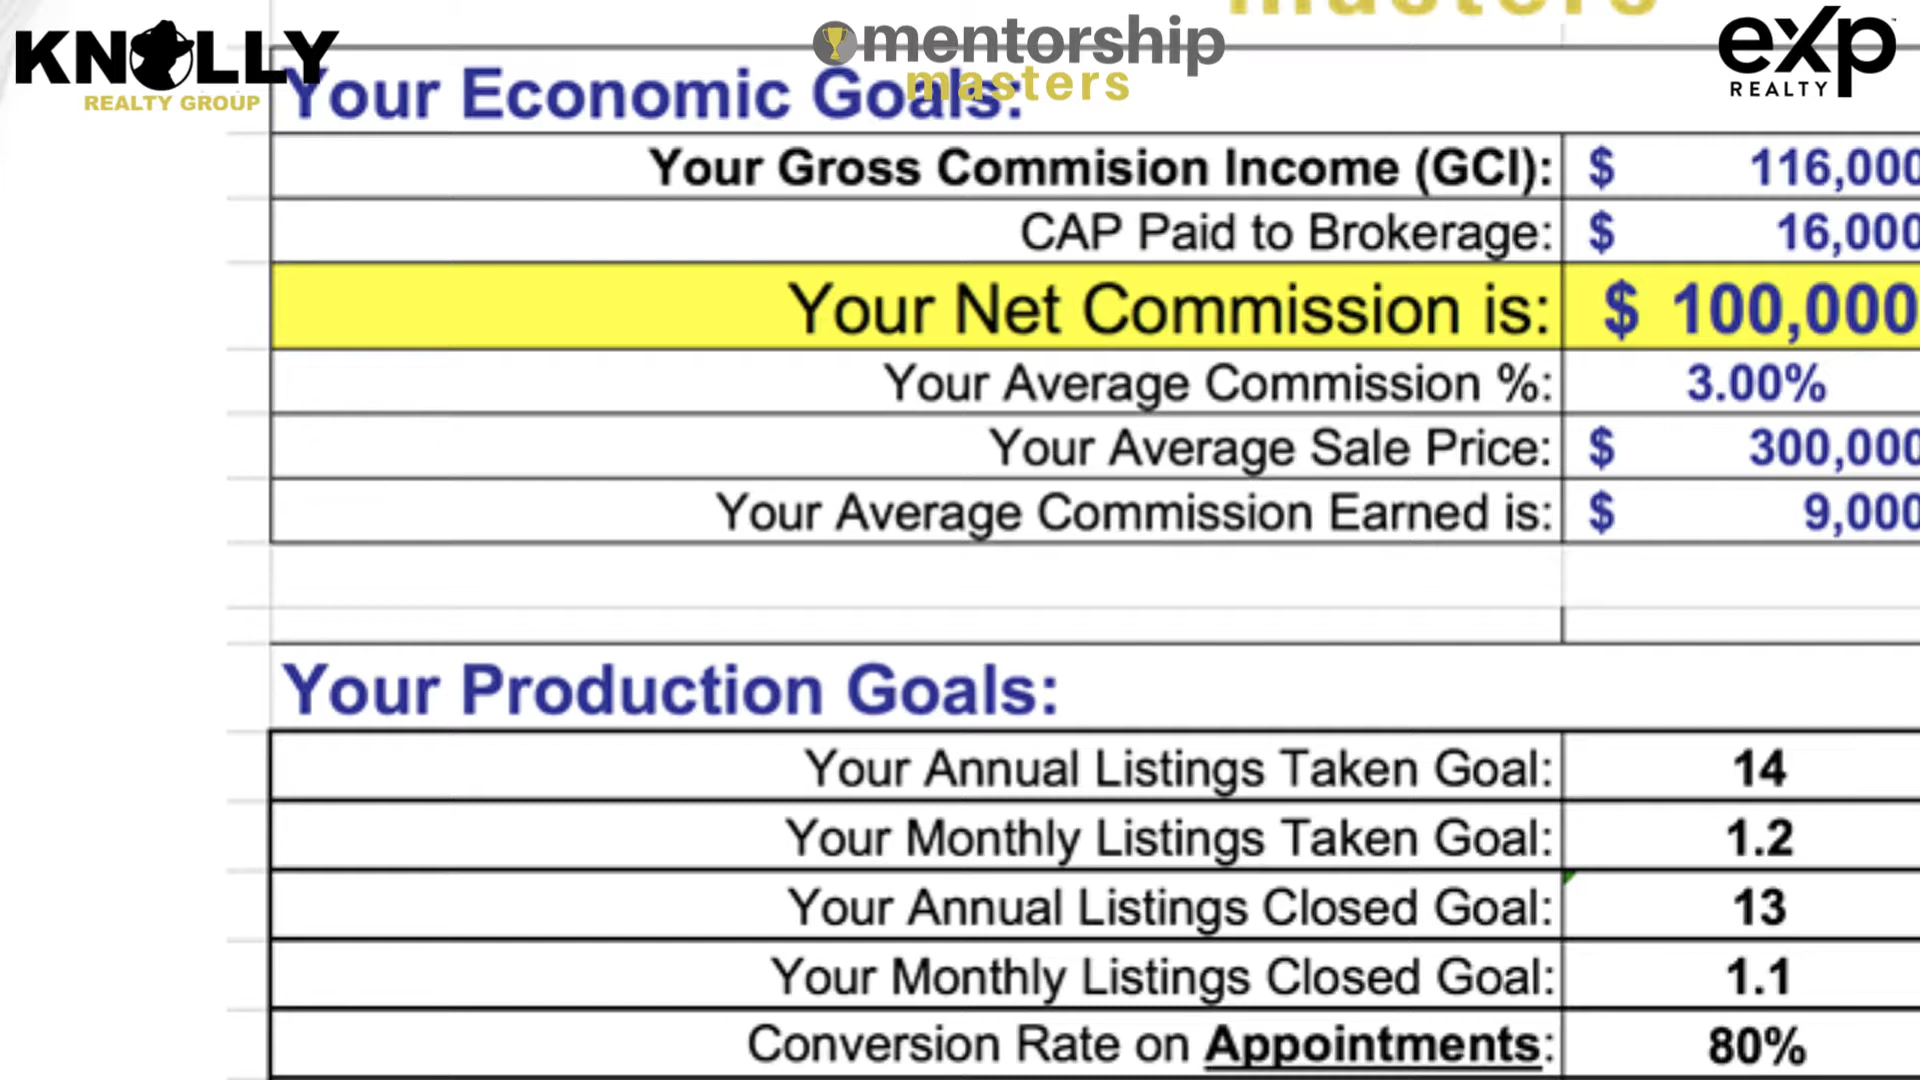 masters
KNOLLY
REALTY GROUP
mentorship
masters
eXp
REALTY
Your Economic Goals:
Your Gross Commision Income (GCI): $ 116,000
CAP Paid to Brokerage: $ 16,000
Your Net Commission is: $ 100,000
Your Average Commission %: 3.00%
Your Average Sale Price: $ 300,000
Your Average Commission Earned is: $ 9,000
Your Production Goals:
Your Annual Listings Taken Goal: 14
Your Monthly Listings Taken Goal: 1.2
Your Annual Listings Closed Goal: 13
Your Monthly Listings Closed Goal: 1.1
Conversion Rate on Appointments: 80%